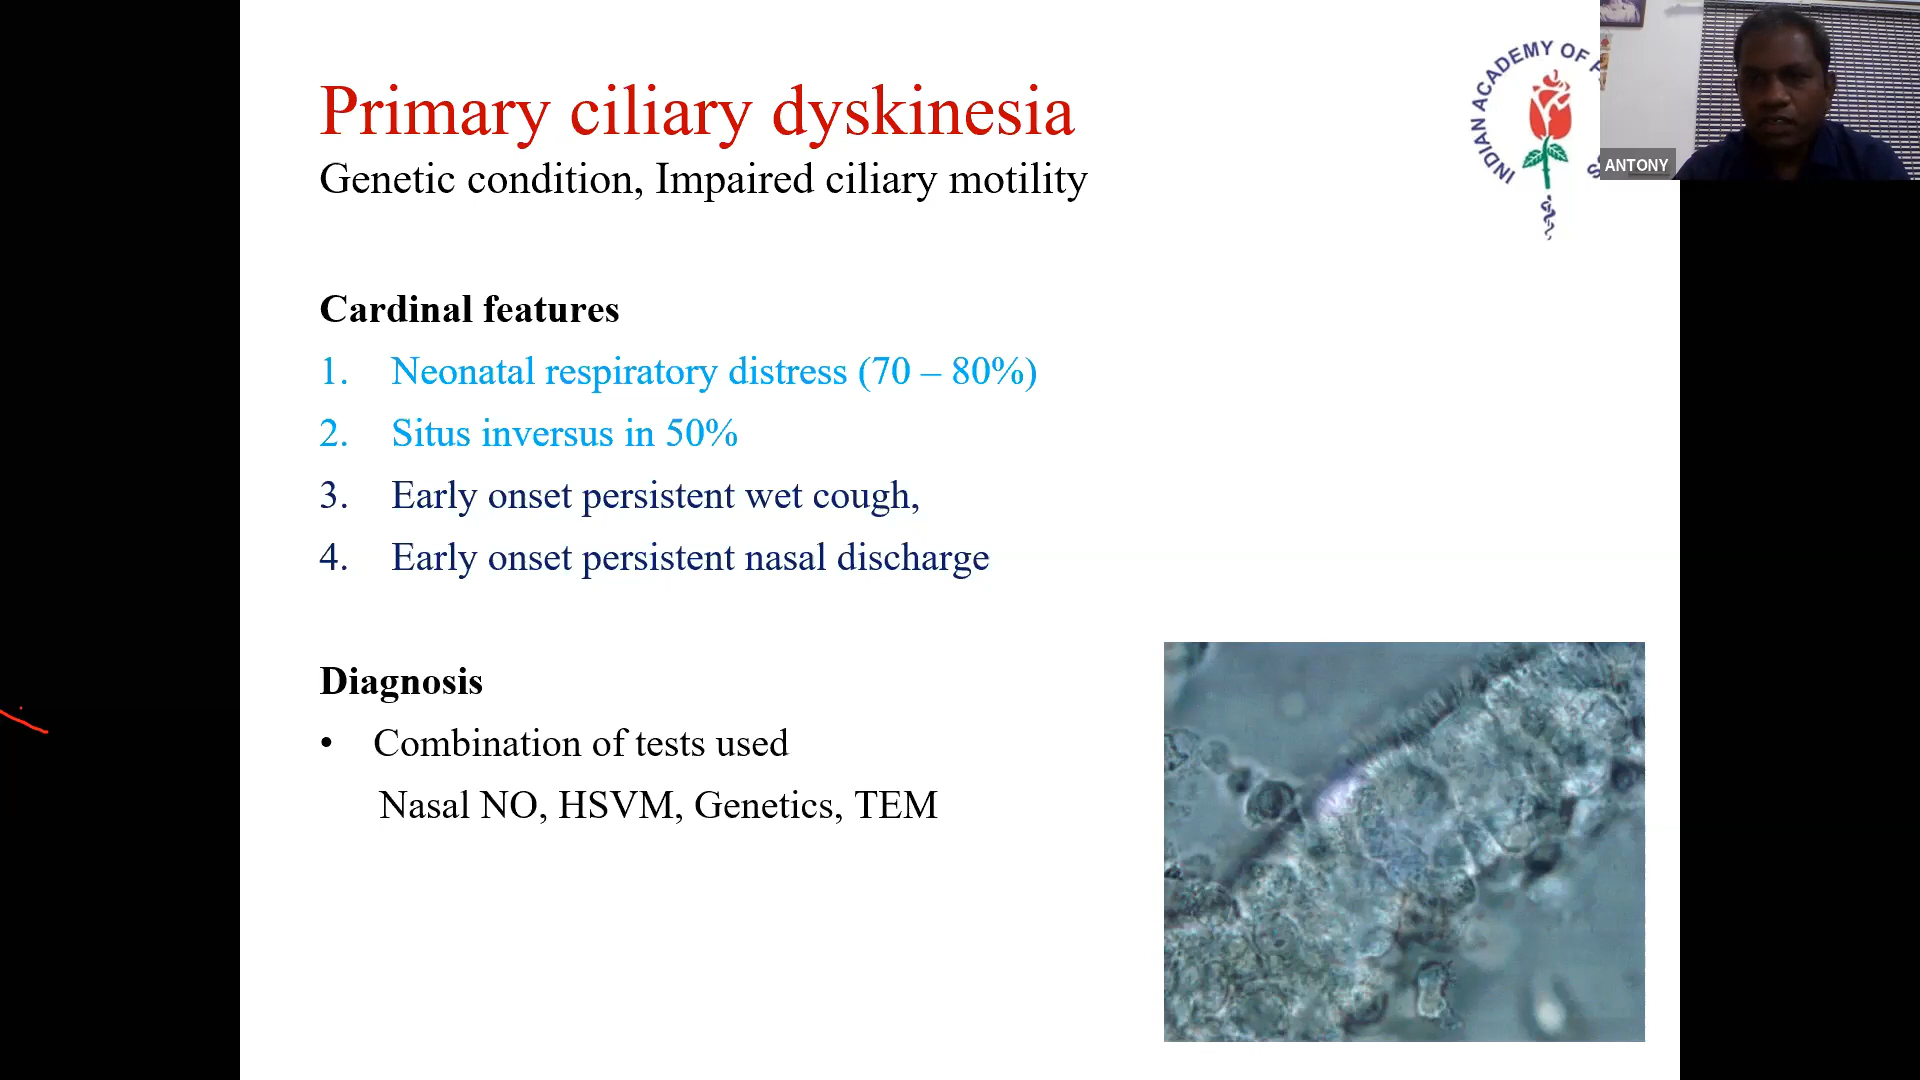 Primary ciliary dyskinesia
Genetic condition, Impaired ciliary motility
INDIAN ACADEMY OF
ANTONY
Cardinal features
1. Neonatal respiratory distress (70 – 80%)
2. Situs inversus in 50%
3. Early onset persistent wet cough,
4. Early onset persistent nasal discharge
Diagnosis
• Combination of tests used
Nasal NO, HSVM, Genetics, TEM